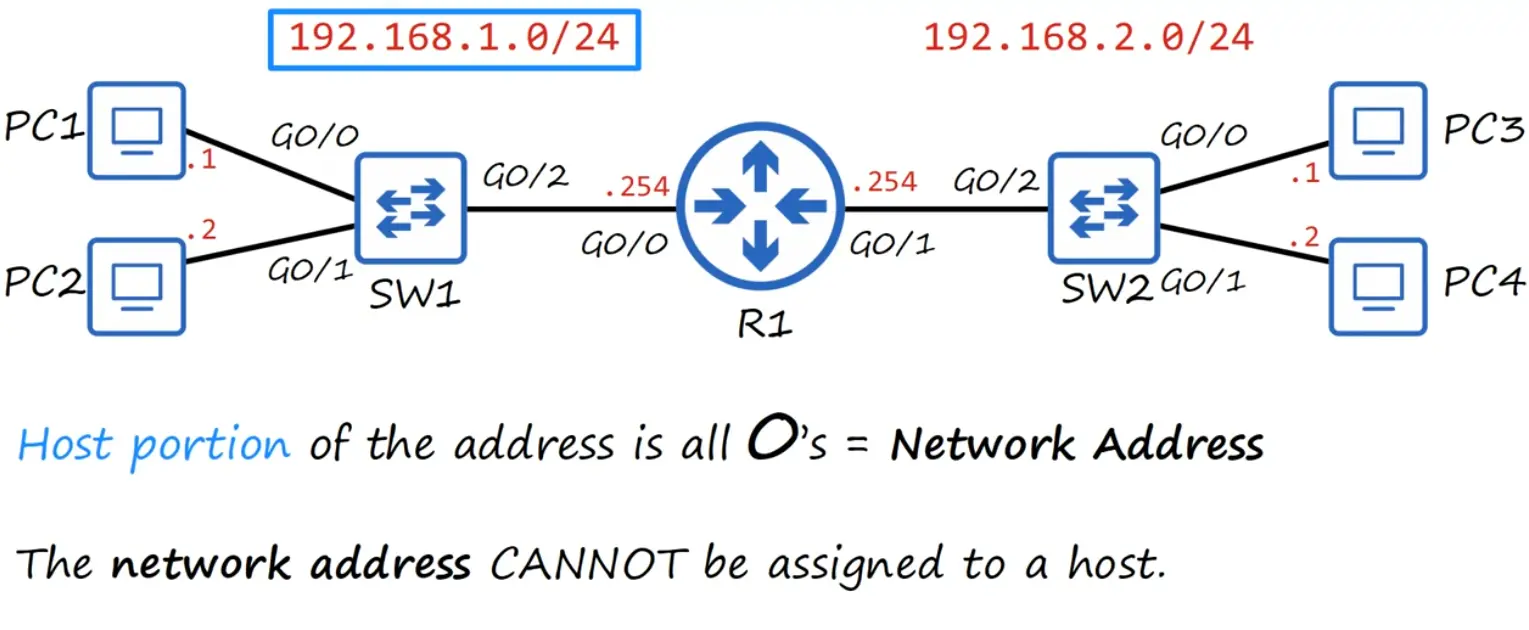 192.168.1.0/24
192.168.2.0/24
PC1
G0/0
.1
G0/2
.254
.254
G0/2
G0/0
PC3
.1
.2
G0/0
G0/1
.2
PC2
G0/1
SW1
SW2
G0/1
PC4
R1
Host portion of the address is all 0's = Network Address
The network address CANNOT be assigned to a host.